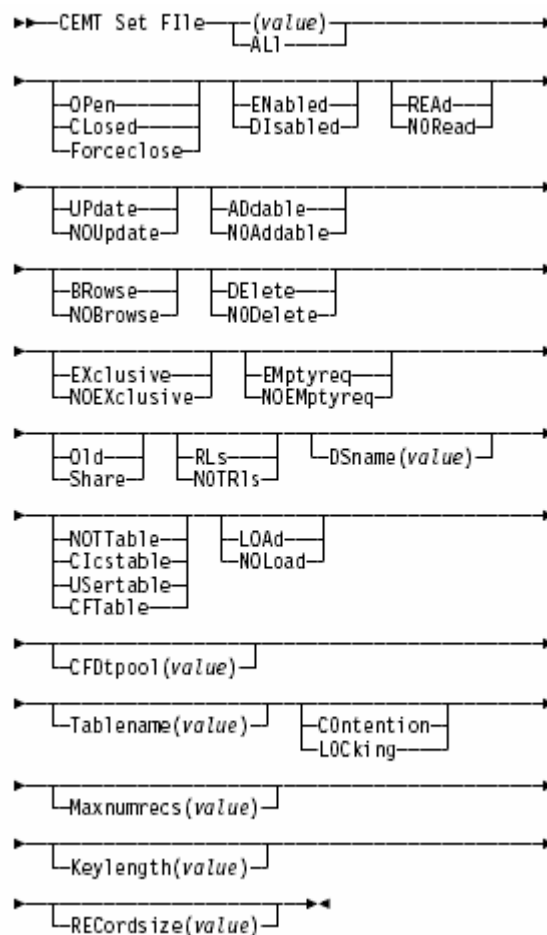 CEMT Set FIle (value)
ALl
OPen ENabled REAd
CLosed DIsabled NORead
Forceclose
UPdate ADdable
NOUpdate NOAddable
BRowse DElete
NOBrowse NODelete
EXclusive EMptyreq
NOEXclusive NOEMptyreq
Old RLs DSname(value)
Share NOTRls
NOTTable LOAd
CIcstable NOLoad
USertable
CFTable
CFDtpool(value)
Tablename(value) COntention
LOCking
Maxnumrecs(value)
Keylength(value)
RECordsize(value)